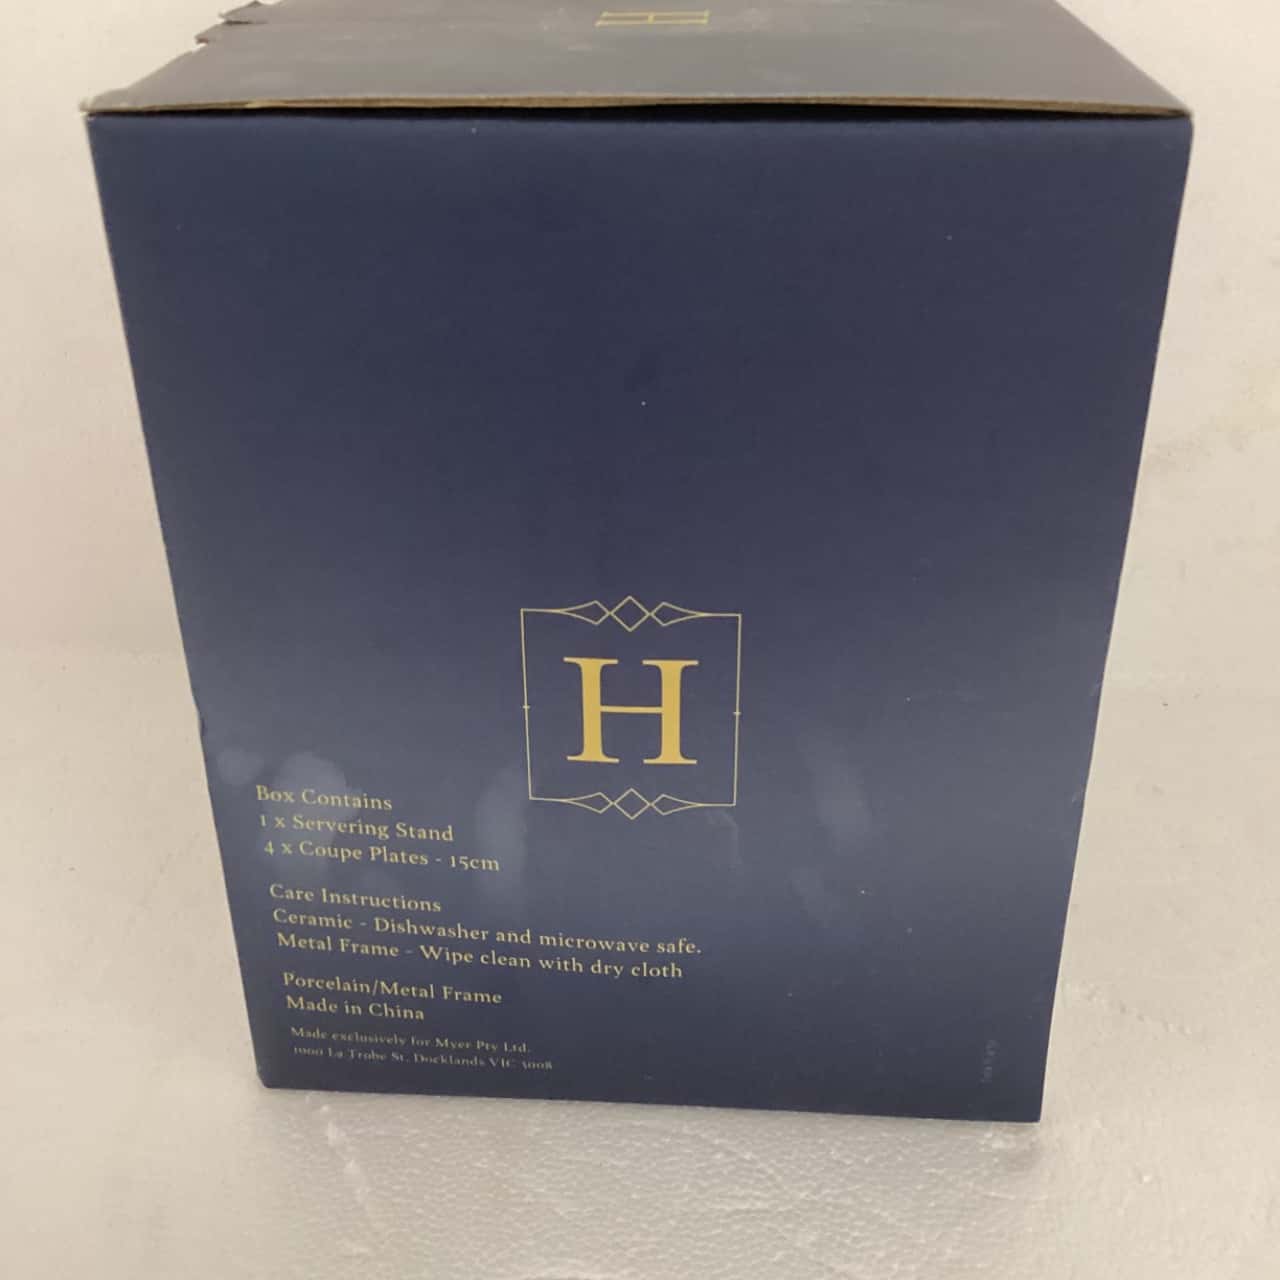 H
H
Box Contains
1 x Servering Stand
4 x Coupe Plates - 15cm
Care Instructions
Ceramic - Dishwasher and microwave safe.
Metal Frame - Wipe clean with dry cloth
Porcelain/Metal Frame
Made in China
Made exclusively for Myer Pty Ltd.
1000 La Trobe St. Docklands VIC 3008